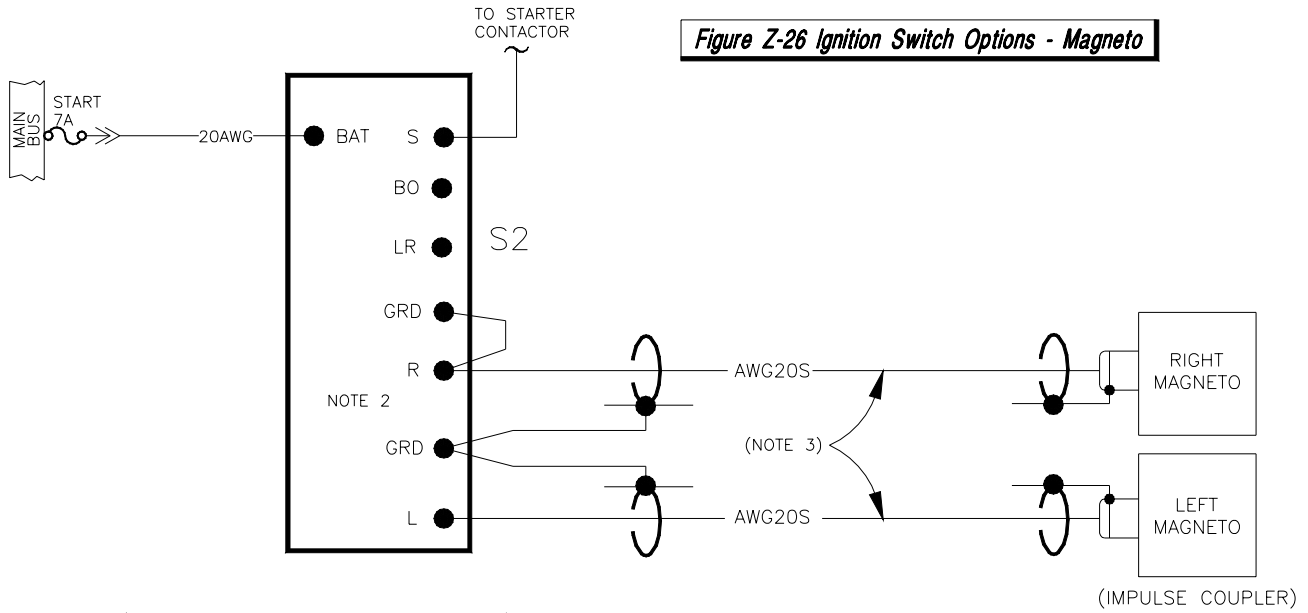 TO STARTER
CONTACTOR
Figure Z-26 Ignition Switch Options - Magneto
MAIN
BUS
START
7A
20AWG
BAT
S
BO
LR
S2
GRD
R
NOTE 2
AWG20S
RIGHT
MAGNETO
GRD
(NOTE 3)
L
AWG20S
LEFT
MAGNETO
(IMPULSE COUPLER)